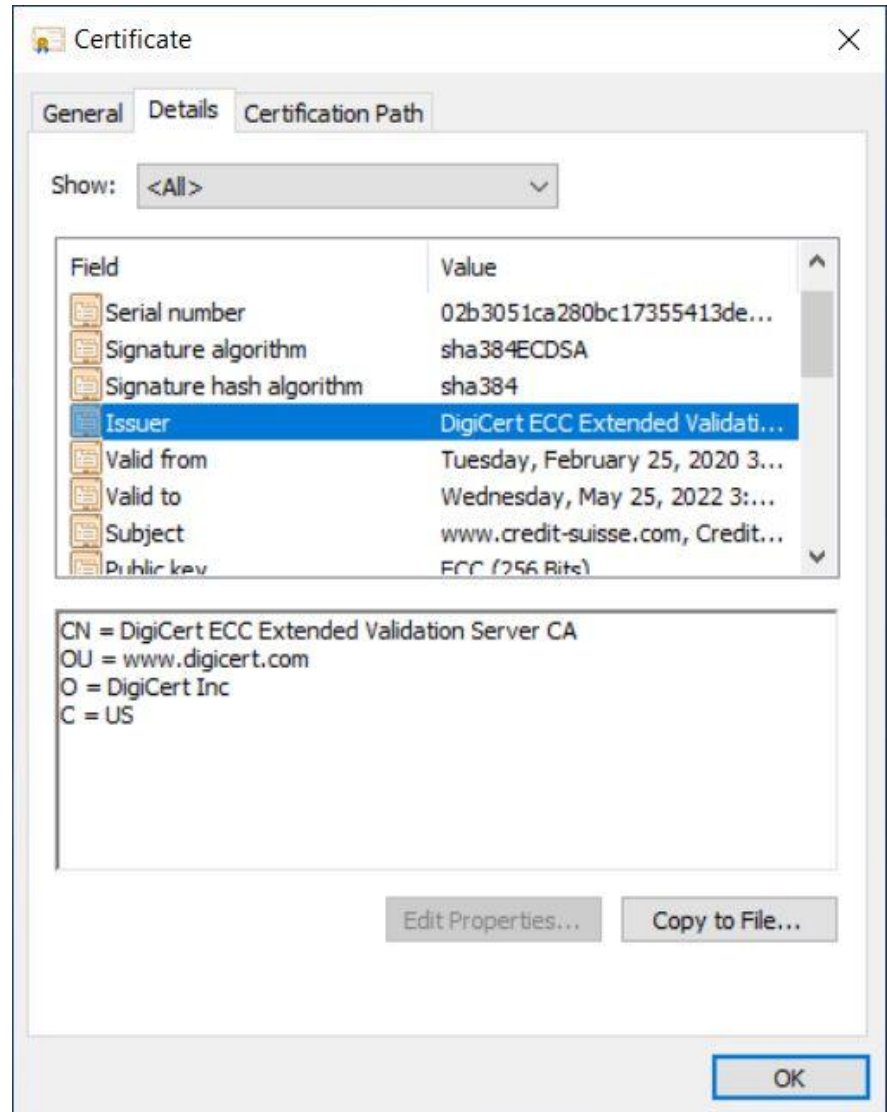 Certificate
General Details Certification Path
Show: <All>
Field Value
Serial number 02b3051ca280bc17355413de...
Signature algorithm sha384ECDSA
Signature hash algorithm sha384
Issuer DigiCert ECC Extended Validati...
Valid from Tuesday, February 25, 2020 3...
Valid to Wednesday, May 25, 2022 3:...
Subject www.credit-suisse.com, Credit...
Public key ECC (256 Bits)
CN = DigiCert ECC Extended Validation Server CA
OU = www.digicert.com
O = DigiCert Inc
C = US
Edit Properties... Copy to File...
OK